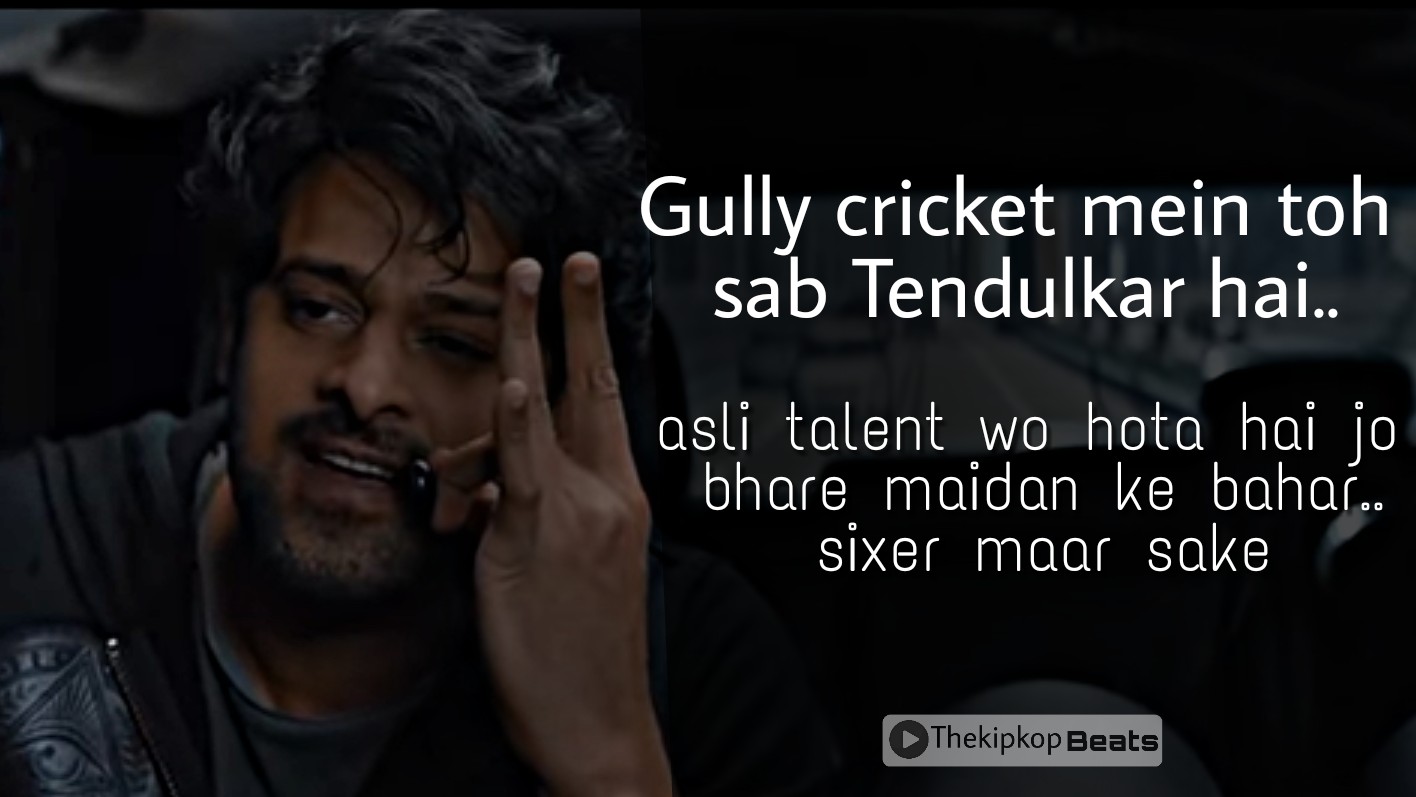 Gully cricket mein toh
sab Tendulkar hai..
asli talent wo hota hai jo
bhare maidan ke bahar..
sixer maar sake
Thekipkop Beats